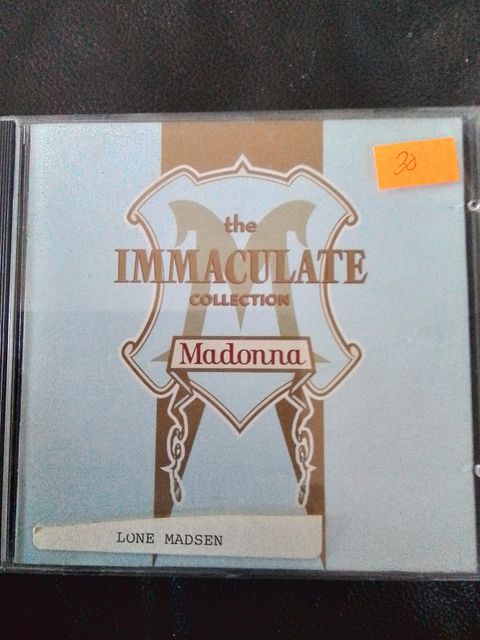 30
the
IMMACULATE
COLLECTION
Madonna
LONE MADSEN